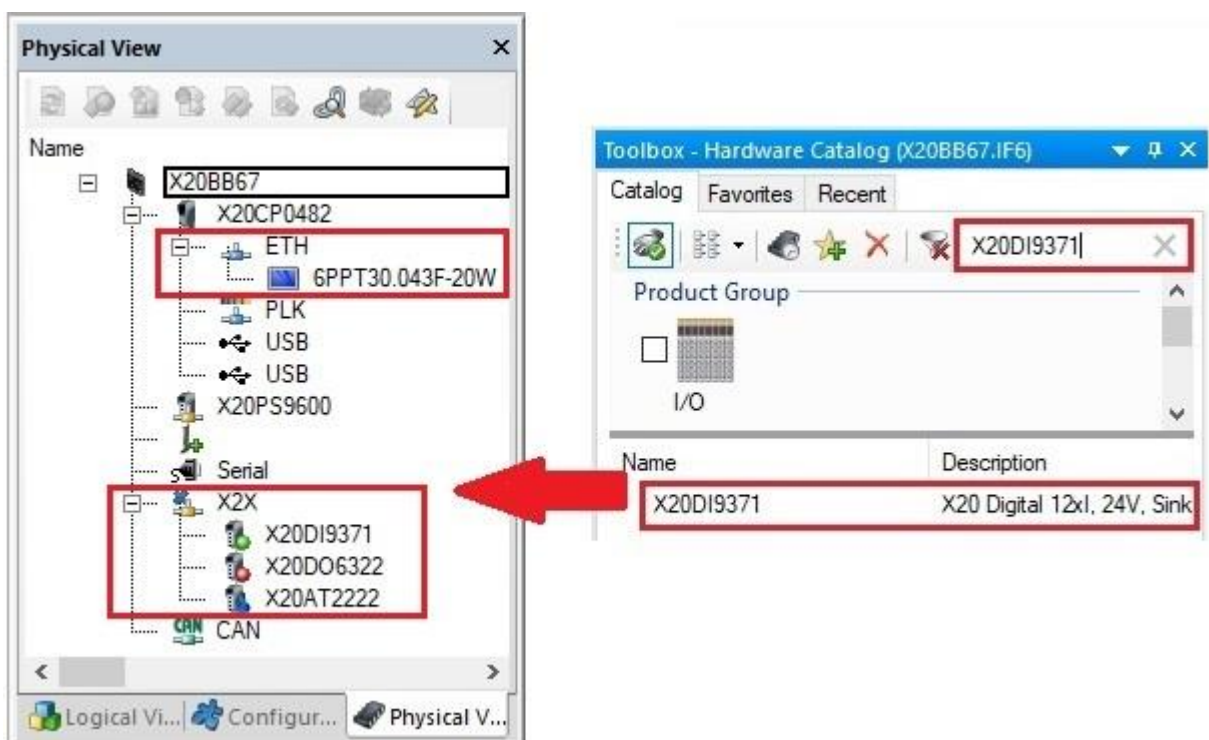 Physical View
Name
X20BB67
X20CP0482
ETH
6PPT30.043F-20W
PLK
USB
USB
X20PS9600
Serial
X2X
X20DI9371
X20DO6322
X20AT2222
CAN
Logical Vi...
Configur...
Physical V...
Toolbox - Hardware Catalog (X20BB67.IF6)
Catalog Favorites Recent
X20DI9371
Product Group
I/O
Name Description
X20DI9371 X20 Digital 12xI, 24V, Sink